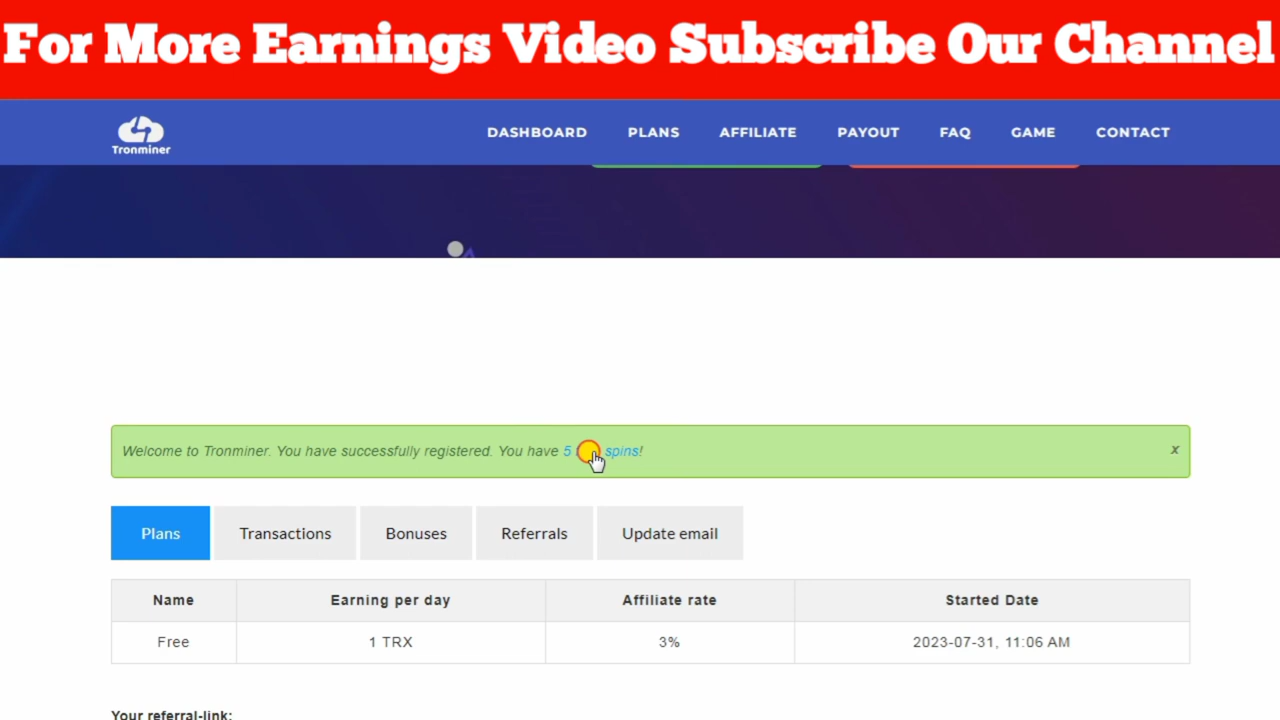 For More Earnings Video Subscribe Our Channel
Tronminer
DASHBOARD PLANS AFFILIATE PAYOUT FAQ GAME CONTACT
Welcome to Tronminer. You have successfully registered. You have 5 spins!
x
Plans Transactions Bonuses Referrals Update email
Name Earning per day Affiliate rate Started Date
Free 1 TRX 3% 2023-07-31, 11:06 AM
Your referral-link: